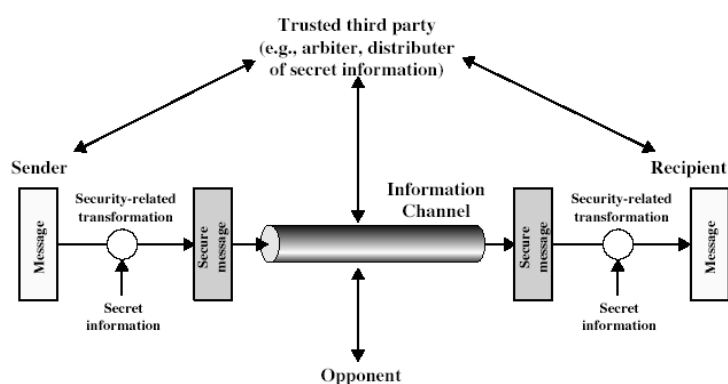 Trusted third party
(e.g., arbiter, distributer
of secret information)
Sender
Recipient
Information
Channel
Security-related
transformation
Security-related
transformation
Message
Secure
message
Secure
message
Message
Secret
information
Secret
information
Opponent